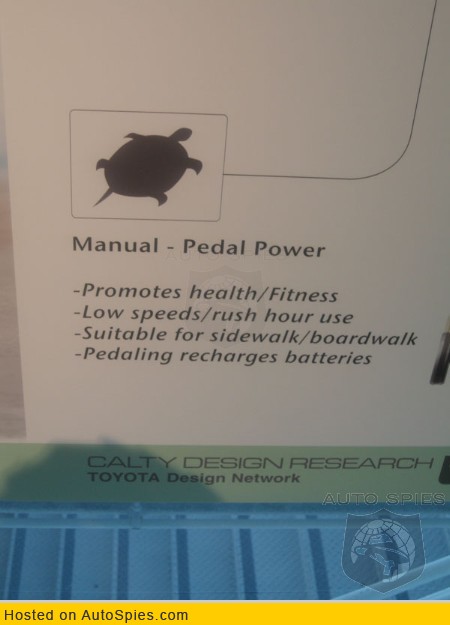 Manual - Pedal Power
-Promotes health/Fitness
-Low speeds/rush hour use
-Suitable for sidewalk/boardwalk
-Pedaling recharges batteries
CALTY DESIGN RESEARCH
TOYOTA Design Network
AUTO SPIES
Hosted on AutoSpies.com